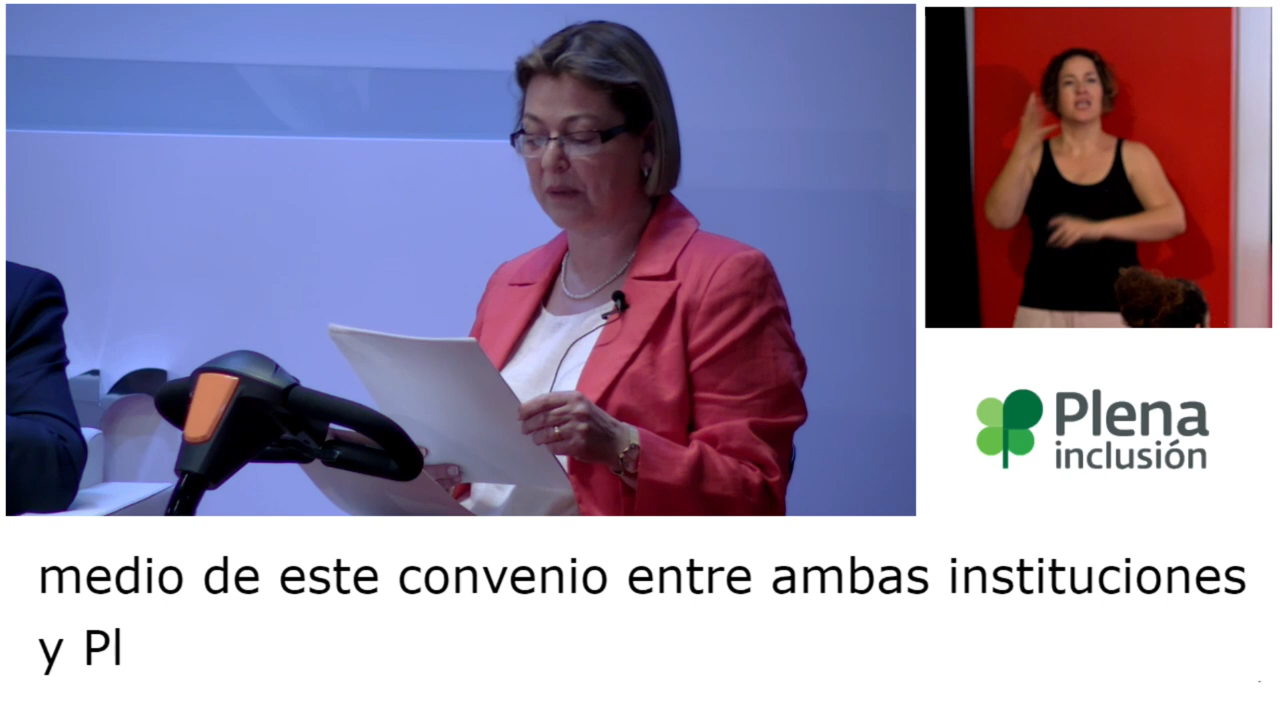 Plena
inclusión
medio de este convenio entre ambas instituciones
y Pl